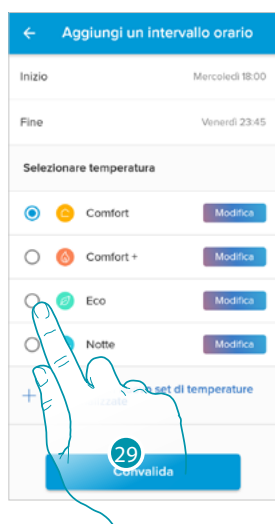 Aggiungi un intervallo orario
Inizio Mercoledì 18:00
Fine Venerdì 23:45
Selezionare temperatura
C Comfort Modifica
Comfort + Modifica
Eco Modifica
Notte Modifica
+ set di temperature
29
Convalida